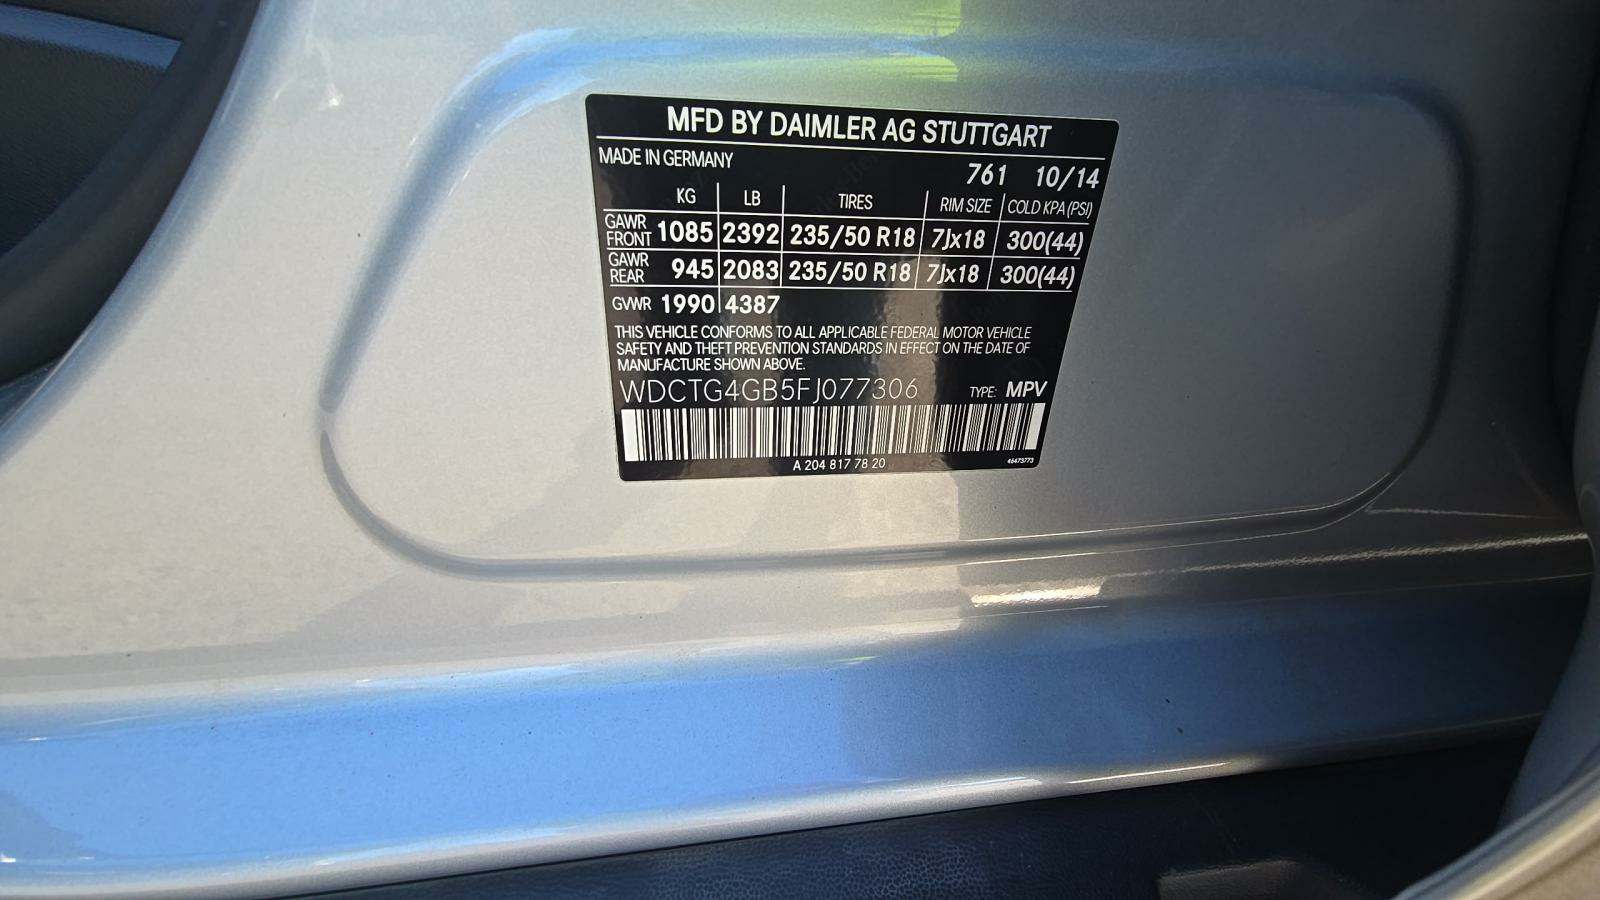 MFD BY DAIMLER AG STUTTGART
MADE IN GERMANY
761 10/14
KG LB TIRES RIM SIZE COLD KPA (PSI)
GAWR FRONT 1085 2392 235/50 R18 7Jx18 300(44)
GAWR REAR 945 2083 235/50 R18 7Jx18 300(44)
GVWR 1990 4387
THIS VEHICLE CONFORMS TO ALL APPLICABLE FEDERAL MOTOR VEHICLE
SAFETY AND THEFT PREVENTION STANDARDS IN EFFECT ON THE DATE OF
MANUFACTURE SHOWN ABOVE.
WDCTG4GB5FJ077306 TYPE: MPV
A 204 817 78 20 46473773